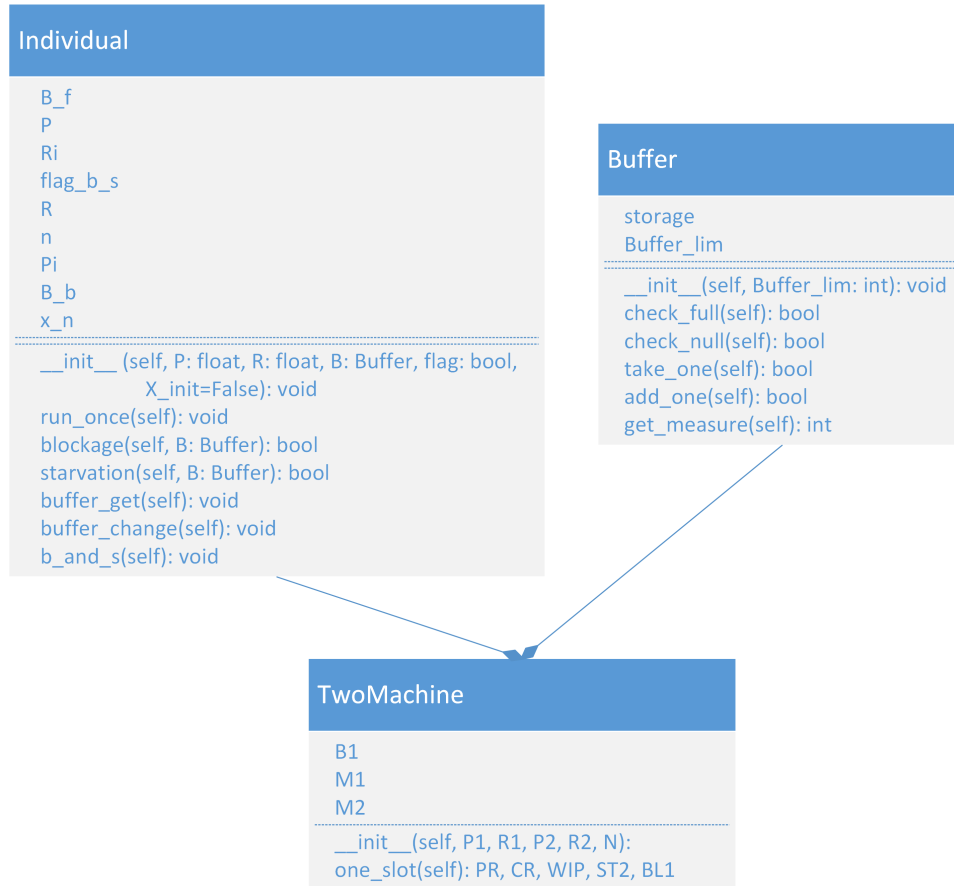 Individual
B_f
P
Ri
flag_b_s
R
n
Pi
B_b
x_n
__init__ (self, P: float, R: float, B: Buffer, flag: bool,
X_init=False): void
run_once(self): void
blockage(self, B: Buffer): bool
starvation(self, B: Buffer): bool
buffer_get(self): void
buffer_change(self): void
b_and_s(self): void
Buffer
storage
Buffer_lim
__init__(self, Buffer_lim: int): void
check_full(self): bool
check_null(self): bool
take_one(self): bool
add_one(self): bool
get_measure(self): int
TwoMachine
B1
M1
M2
__init__(self, P1, R1, P2, R2, N):
one_slot(self): PR, CR, WIP, ST2, BL1